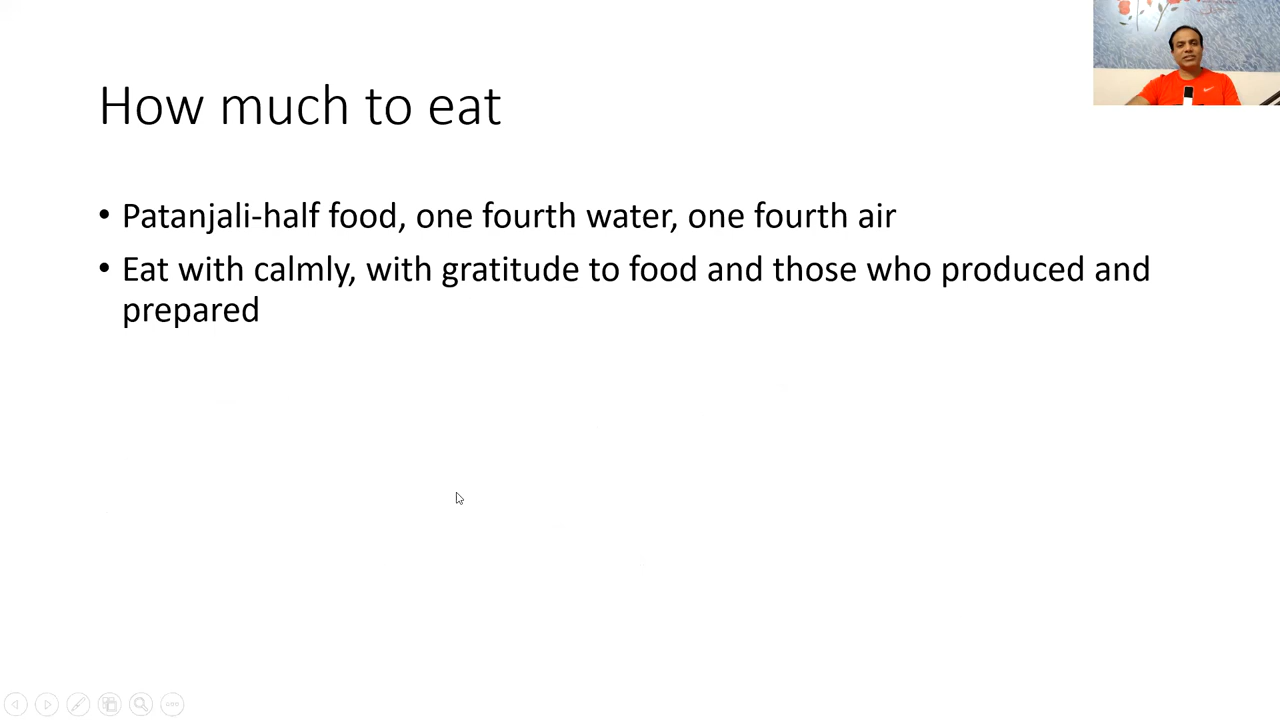 How much to eat
• Patanjali-half food, one fourth water, one fourth air
• Eat with calmly, with gratitude to food and those who produced and
prepared